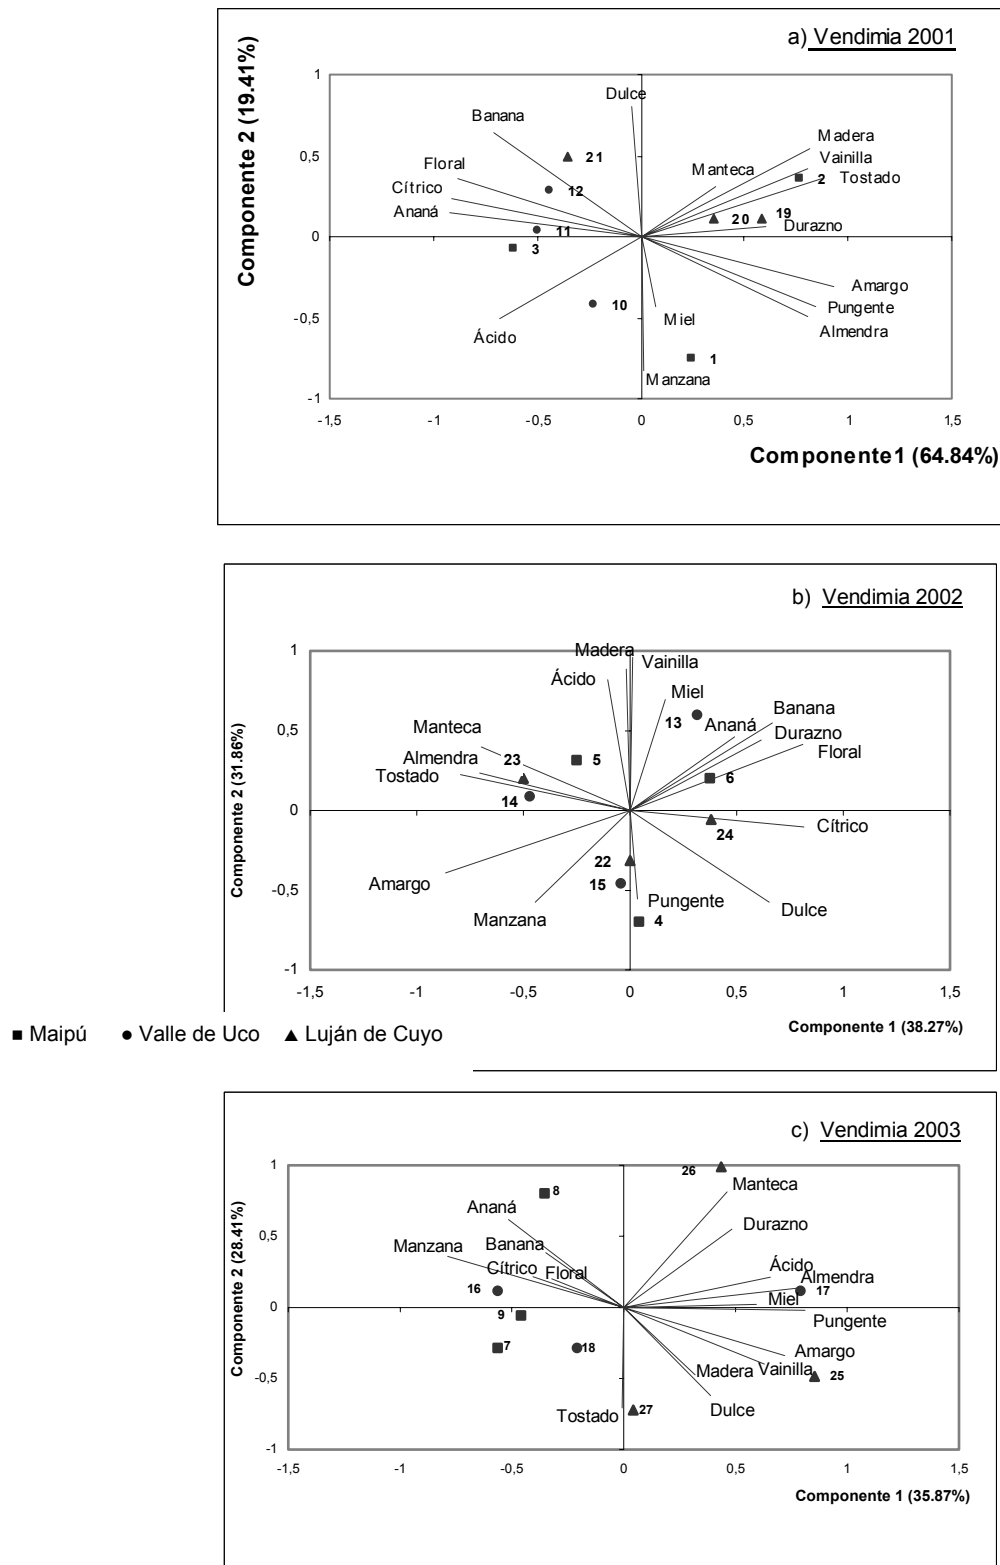 a) Vendimia 2001
Componente 2 (19.41%)
1
0,5
0
-0,5
-1
Dulce
Banana
Madera
21
Floral
Vainilla
Manteca
12
2
Tostado
Cítrico
Ananá
20
19
Durazno
11
3
Amargo
10
Pungente
Miel
Almendra
Ácido
1
Manzana
-1,5
-1
-0,5
0
0,5
1
1,5
Componente1 (64.84%)
b) Vendimia 2002
Componente 2 (31.86%)
1
0,5
0
-0,5
-1
Madera
Vainilla
Ácido
Miel
Banana
13
Ananá
Manteca
Durazno
23
5
Almendra
Floral
Tostado
6
14
Cítrico
24
22
Amargo
15
Pungente
Dulce
Manzana
4
-1,5
-1
-0,5
0
0,5
1
1,5
Componente 1 (38.27%)
■ Maipú ● Valle de Uco ▲ Luján de Cuyo
c) Vendimia 2003
Componente 2 (28.41%)
1
0,5
0
-0,5
-1
26
Manteca
8
Ananá
Durazno
Manzana
Banana
Cítrico
Floral
Ácido
Almendra
16
17
Miel
9
Pungente
7
18
Amargo
Madera
Vainilla
25
Tostado
27
Dulce
-1,5
-1
-0,5
0
0,5
1
1,5
Componente 1 (35.87%)